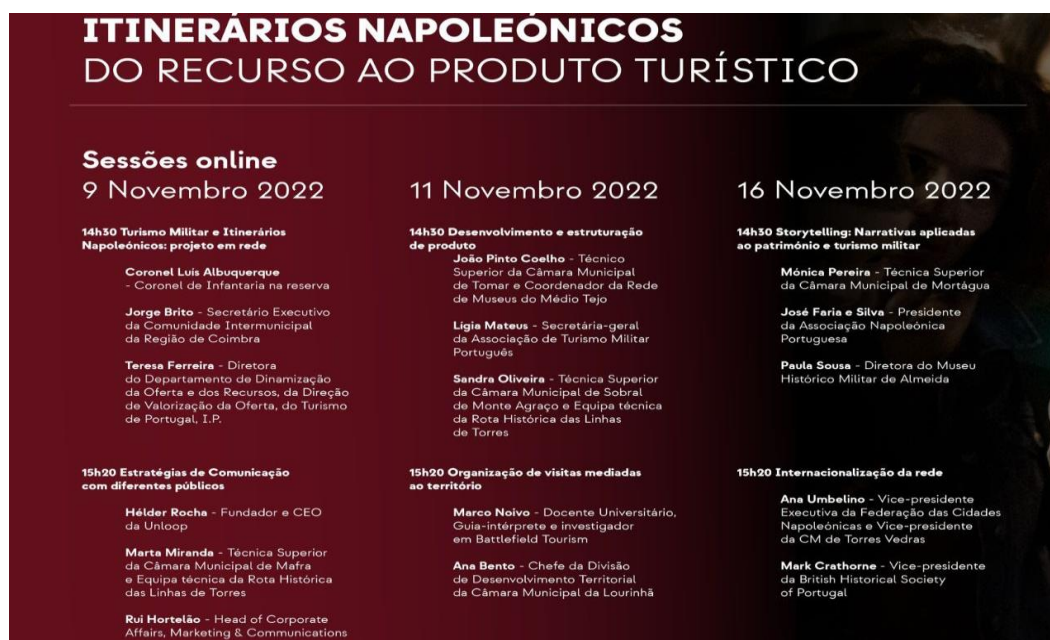 ITINERÁRIOS NAPOLEÓNICOS
DO RECURSO AO PRODUTO TURÍSTICO
Sessões online
9 Novembro 2022
14h30 Turismo Militar e Itinerários
Napoleónicos: projeto em rede
Coronel Luís Albuquerque
- Coronel de Infantaria na reserva
Jorge Brito - Secretário Executivo
da Comunidade Intermunicipal
da Região de Coimbra
Teresa Ferreira - Diretora
do Departamento de Dinamização
da Oferta e dos Recursos, da Direção
de Valorização da Oferta, do Turismo
de Portugal, I.P.
15h20 Estratégias de Comunicação
com diferentes públicos
Hélder Rocha - Fundador e CEO
da Unloop
Marta Miranda - Técnica Superior
da Câmara Municipal de Mafra
e Equipa técnica da Rota Histórica
das Linhas de Torres
Rui Hortelão - Head of Corporate
Affairs, Marketing & Communications
11 Novembro 2022
14h30 Desenvolvimento e estruturação
de produto
João Pinto Coelho - Técnico
Superior da Câmara Municipal
de Tomar e Coordenador da Rede
de Museus do Médio Tejo
Lígia Mateus - Secretária-geral
da Associação de Turismo Militar
Português
Sandra Oliveira - Técnica Superior
da Câmara Municipal de Sobral
de Monte Agraço e Equipa técnica
da Rota Histórica das Linhas
de Torres
15h20 Organização de visitas mediadas
ao território
Marco Noivo - Docente Universitário,
Guia-intérprete e investigador
em Battlefield Tourism
Ana Bento - Chefe da Divisão
de Desenvolvimento Territorial
da Câmara Municipal da Lourinhã
16 Novembro 2022
14h30 Storytelling: Narrativas aplicadas
ao património e turismo militar
Mónica Pereira - Técnica Superior
da Câmara Municipal de Mortágua
José Faria e Silva - Presidente
da Associação Napoleónica
Portuguesa
Paula Sousa - Diretora do Museu
Histórico Militar de Almeida
15h20 Internacionalização da rede
Ana Umbelino - Vice-presidente
Executiva da Federação das Cidades
Napoleónicas e Vice-presidente
da CM de Torres Vedras
Mark Crathorne - Vice-presidente
da British Historical Society
of Portugal